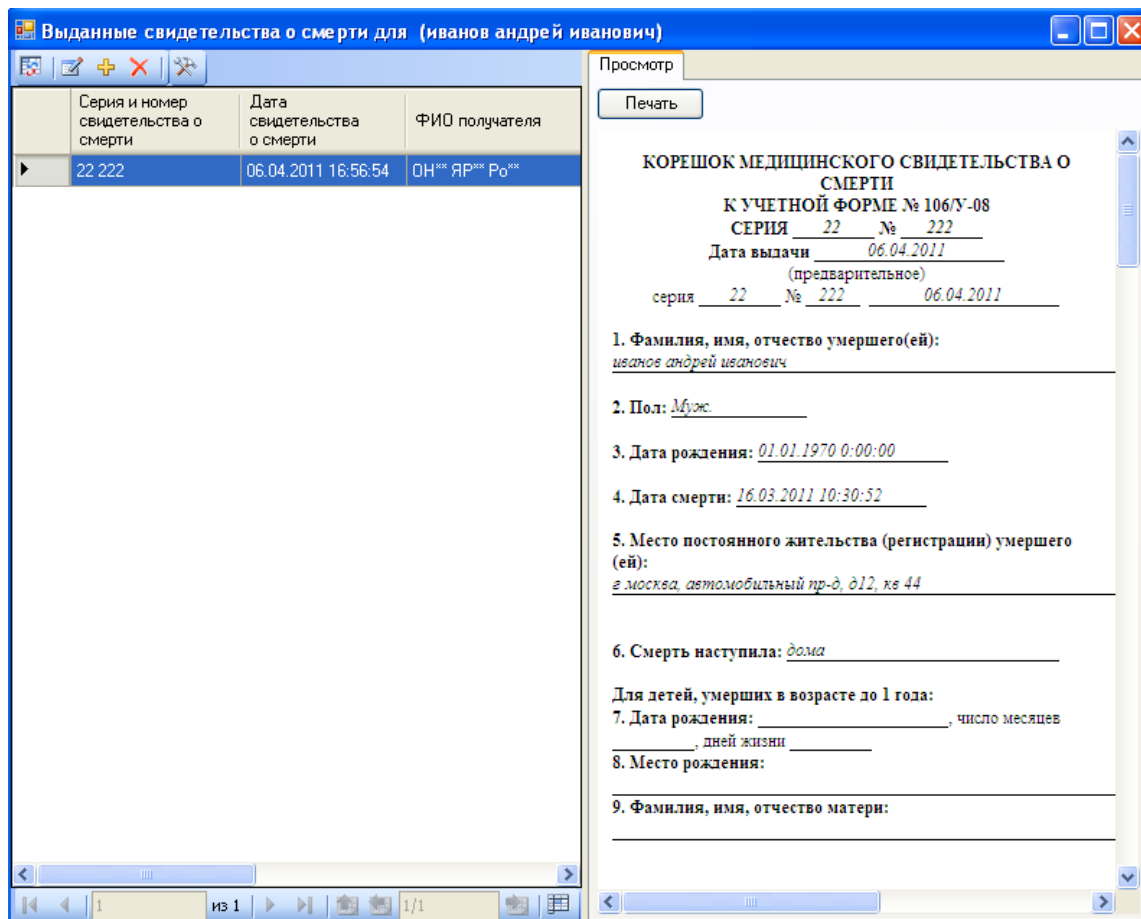 Выданные свидетельства о смерти для (иванов андрей иванович)
Серия и номер свидетельства о смерти
Дата свидетельства о смерти
ФИО получателя
22 222
06.04.2011 16:56:54
ОН** ЯР** Ро**
1
из 1
1/1
Просмотр
Печать
КОРЕШОК МЕДИЦИНСКОГО СВИДЕТЕЛЬСТВА О
СМЕРТИ
К УЧЕТНОЙ ФОРМЕ № 106/У-08
СЕРИЯ 22 № 222
Дата выдачи 06.04.2011
(предварительное)
серия 22 № 222 06.04.2011
1. Фамилия, имя, отчество умершего(ей):
иванов андрей иванович
2. Пол: Муж.
3. Дата рождения: 01.01.1970 0:00:00
4. Дата смерти: 16.03.2011 10:30:52
5. Место постоянного жительства (регистрации) умершего
(ей):
г москва, автомобильный пр-д, д12, кв 44
6. Смерть наступила: дома
Для детей, умерших в возрасте до 1 года:
7. Дата рождения: , число месяцев
, дней жизни
8. Место рождения:
9. Фамилия, имя, отчество матери: